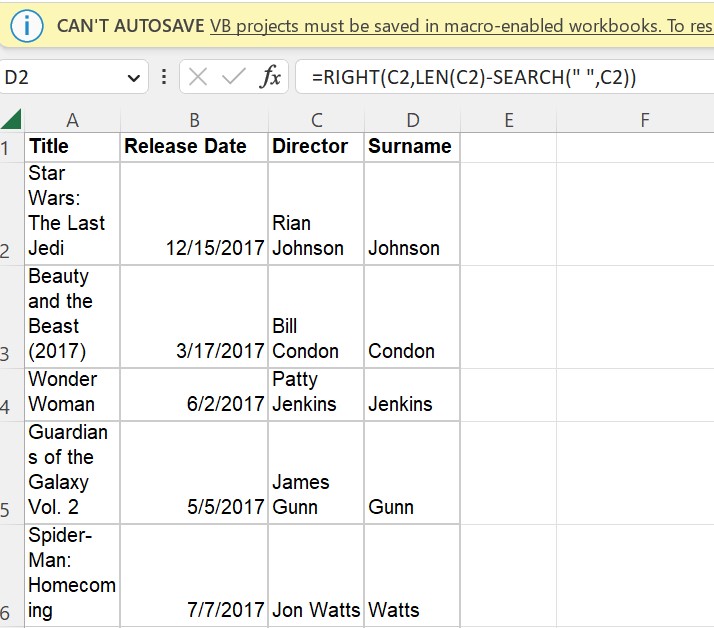 CAN'T AUTOSAVE VB projects must be saved in macro-enabled workbooks. To res
D2 fx =RIGHT(C2,LEN(C2)-SEARCH(" ",C2))
A B C D E F
1 Title Release Date Director Surname
Star
Wars:
The Last Rian
2 Jedi 12/15/2017 Johnson Johnson
Beauty
and the
Beast Bill
3 (2017) 3/17/2017 Condon Condon
Wonder Patty
4 Woman 6/2/2017 Jenkins Jenkins
Guardian
s of the
Galaxy James
5 Vol. 2 5/5/2017 Gunn Gunn
Spider-
Man:
Homecom
6 ing 7/7/2017 Jon Watts Watts